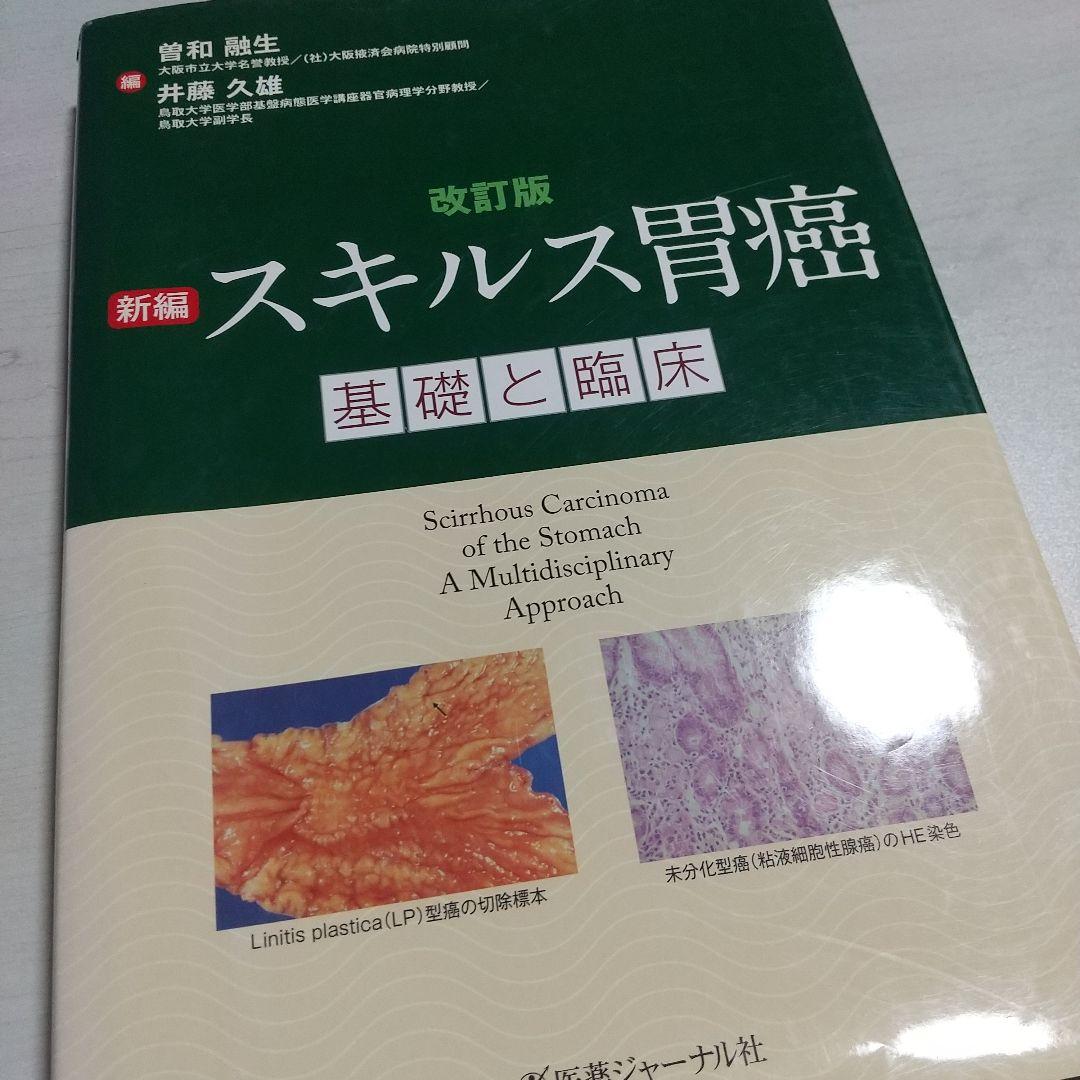 曽和 融生
大阪市立大学名誉教授／(社)大阪掖済会病院特別顧問
編
井藤 久雄
鳥取大学医学部基盤病態医学講座器官病理学分野教授／
鳥取大学副学長
改訂版
新編 スキルス胃癌
基礎と臨床
Scirrhous Carcinoma
of the Stomach
A Multidisciplinary
Approach
Linitis plastica(LP)型癌の切除標本
未分化型癌(粘液細胞性腺癌)のHE染色
医薬ジャーナル社